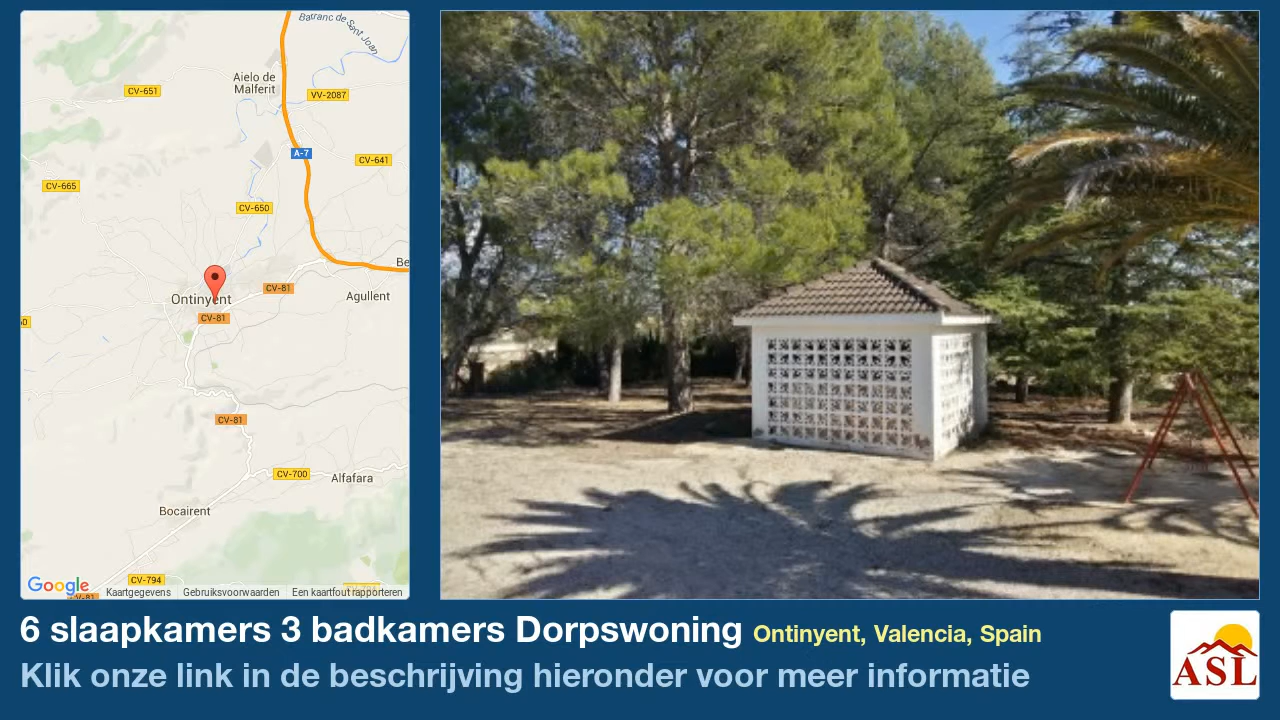 Barranc de Sant Joan
Aielo de
Malferit
CV-651
VV-2087
A-7
CV-641
CV-665
CV-650
Be
CV-81
Ontinyent
Agullent
CV-81
CV-81
CV-700
Alfafara
Bocairent
CV-794
Google
Kaartgegevens
Gebruiksvoorwaarden
Een kaartfout rapporteren
6 slaapkamers 3 badkamers Dorpswoning Ontinyent, Valencia, Spain
Klik onze link in de beschrijving hieronder voor meer informatie
ASL